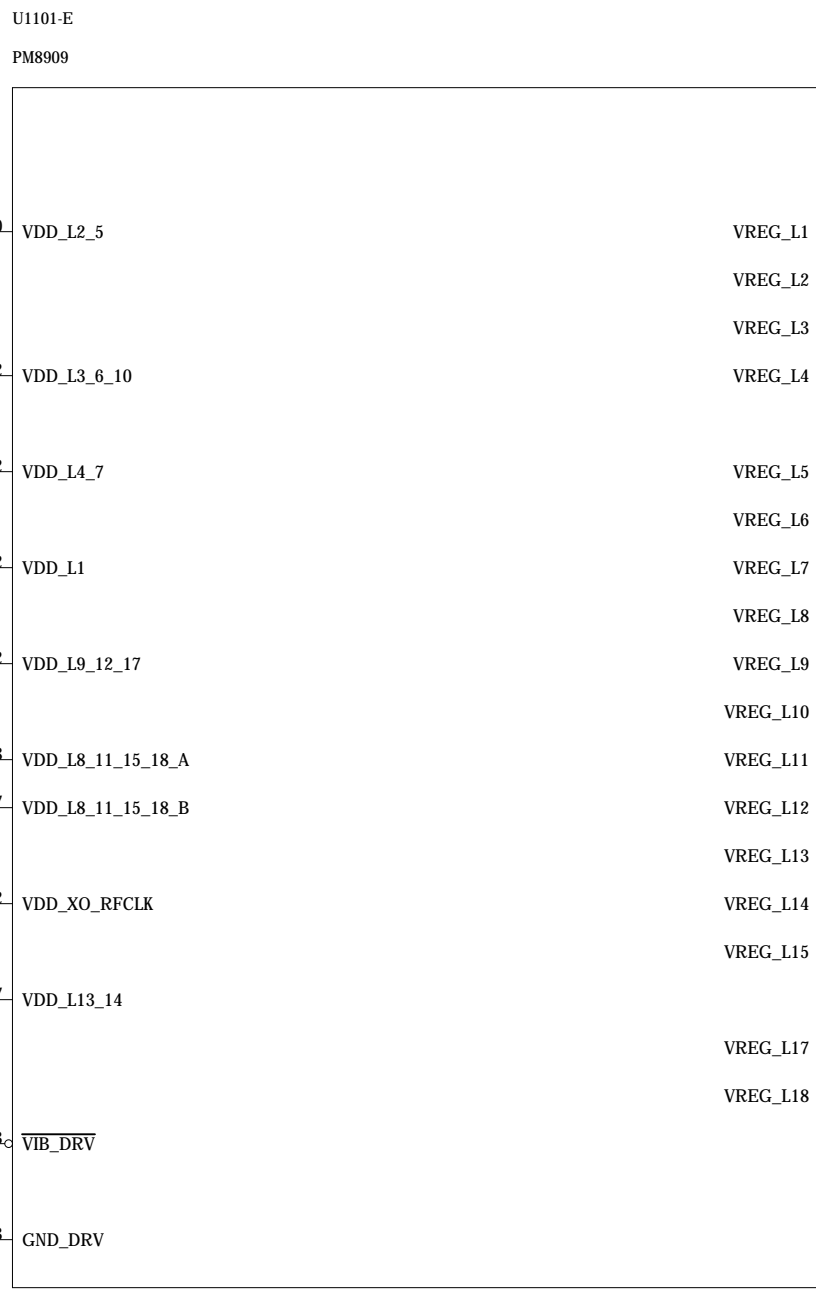 U1101-E
PM8909
VDD_L2_5 VREG_L1
VREG_L2
VREG_L3
VDD_L3_6_10 VREG_L4
VDD_L4_7 VREG_L5
VREG_L6
VDD_L1 VREG_L7
VREG_L8
VDD_L9_12_17 VREG_L9
VREG_L10
VDD_L8_11_15_18_A VREG_L11
VDD_L8_11_15_18_B VREG_L12
VREG_L13
VDD_XO_RFCLK VREG_L14
VREG_L15
VDD_L13_14
VREG_L17
VREG_L18
VIB_DRV
GND_DRV